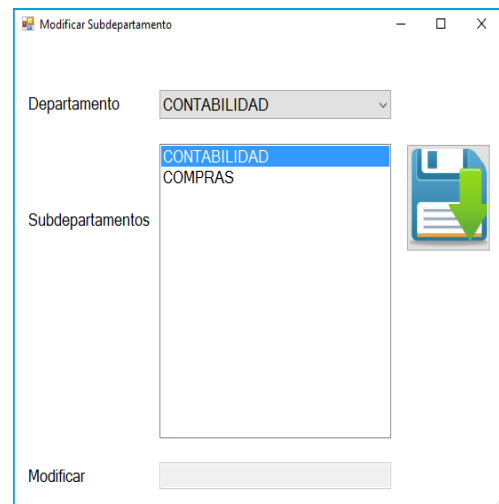 Modificar Subdepartamento
Departamento CONTABILIDAD
CONTABILIDAD
COMPRAS
Subdepartamentos
Modificar